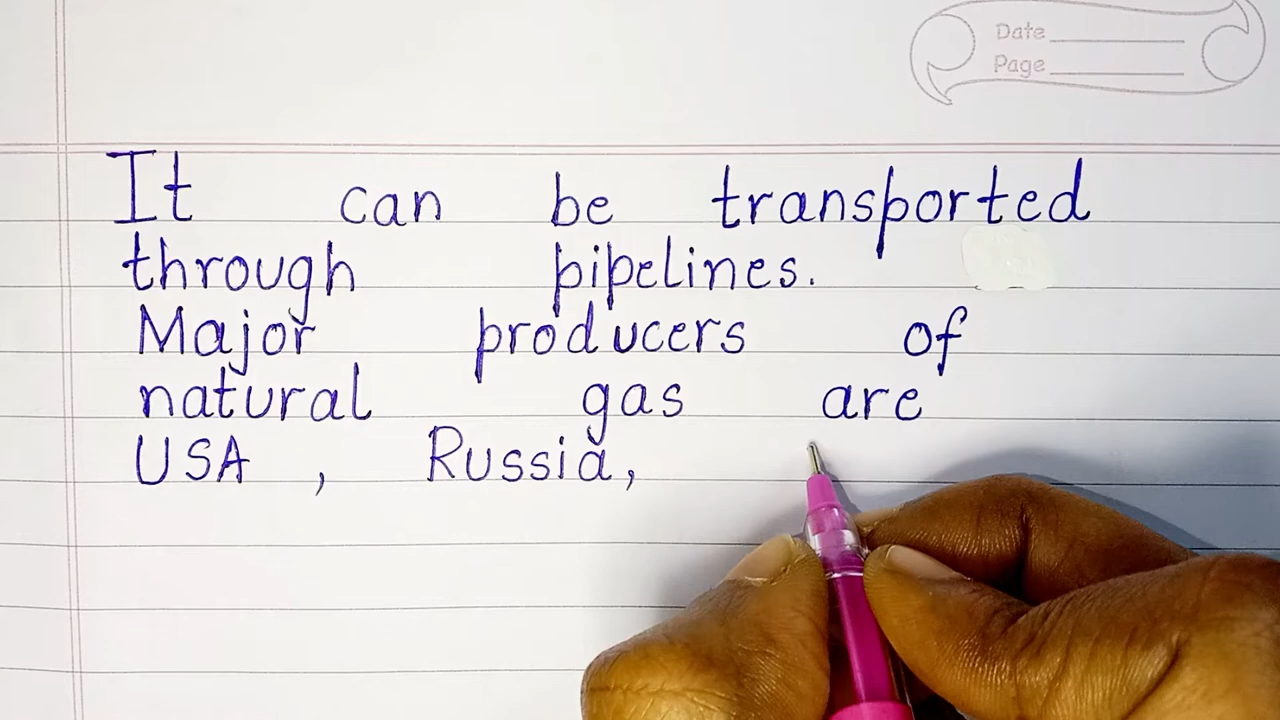 Date
Page
It can be transported
through pipelines.
Major producers of
natural gas are
USA , Russia,